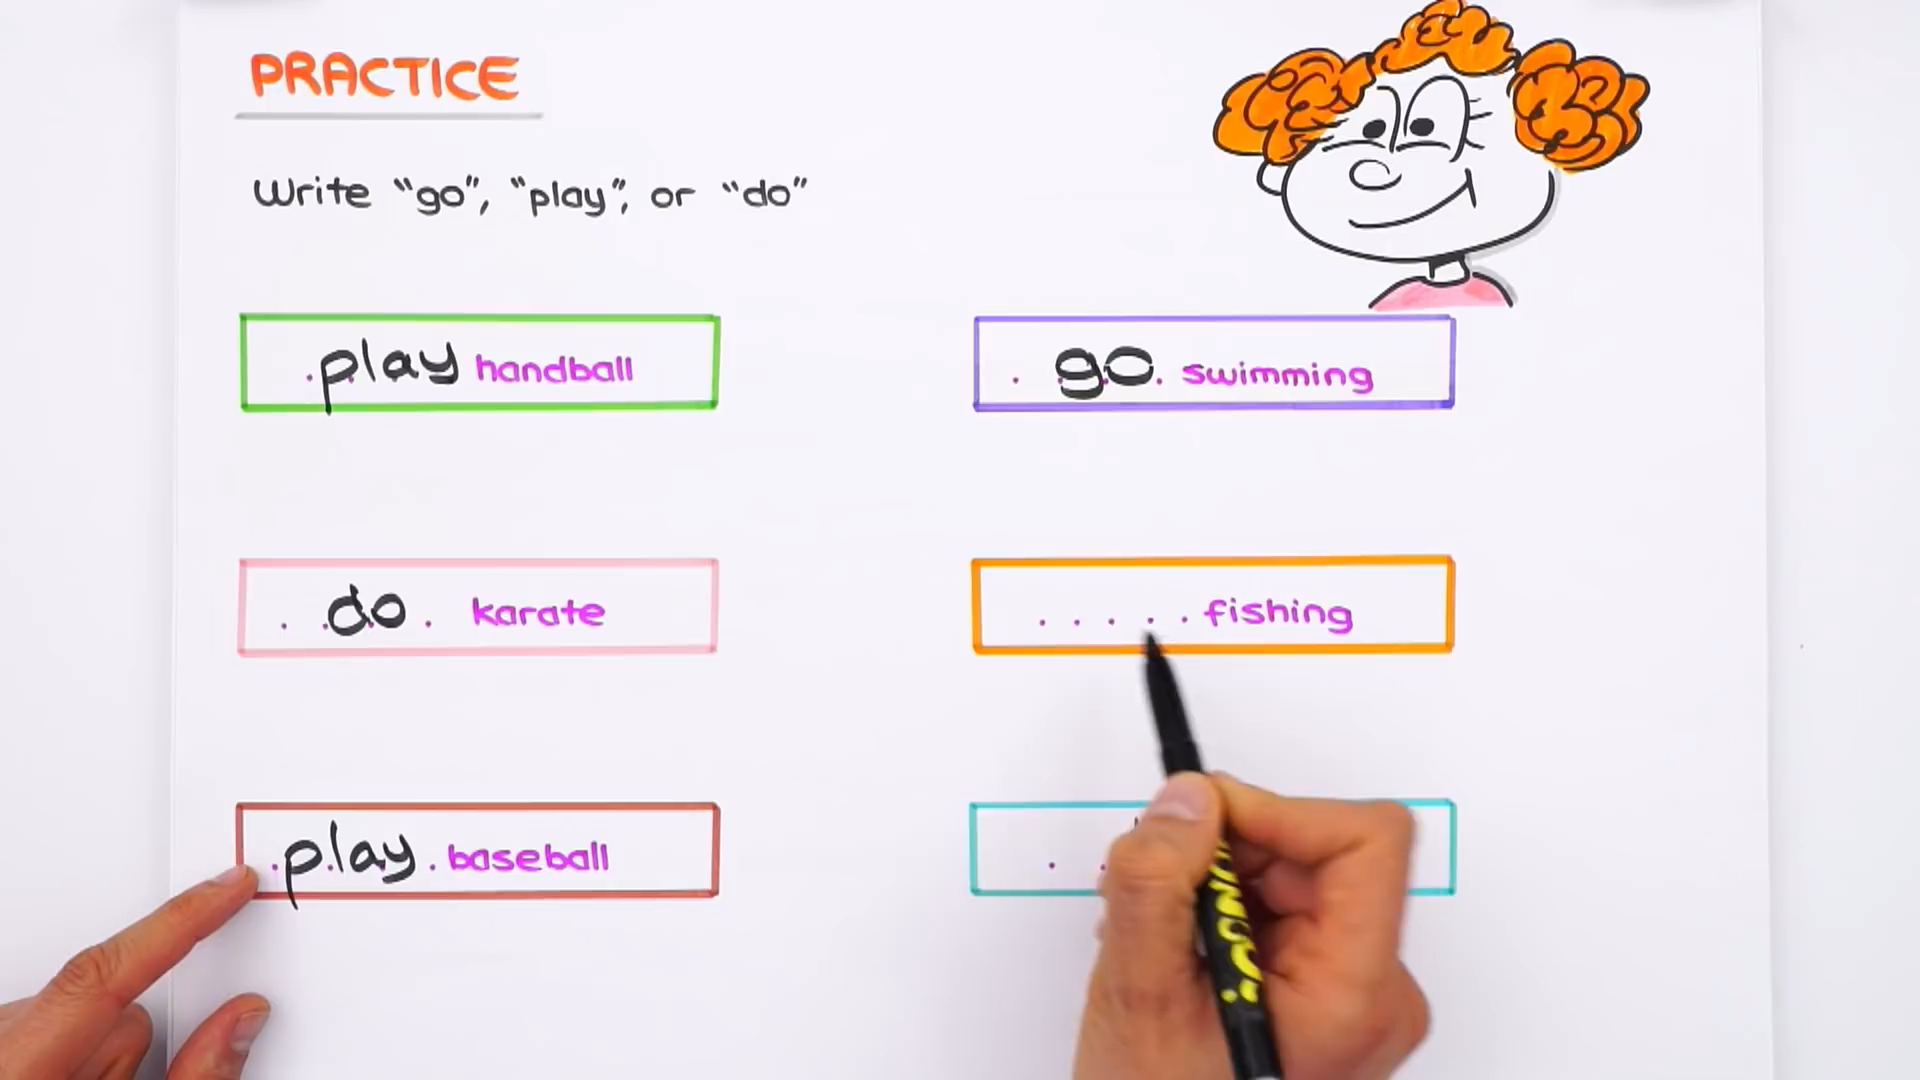 PRACTICE
Write "go", "play", or "do"
.play handball
. go. swimming
. .do. karate
. . . . . fishing
.play. baseball
. .